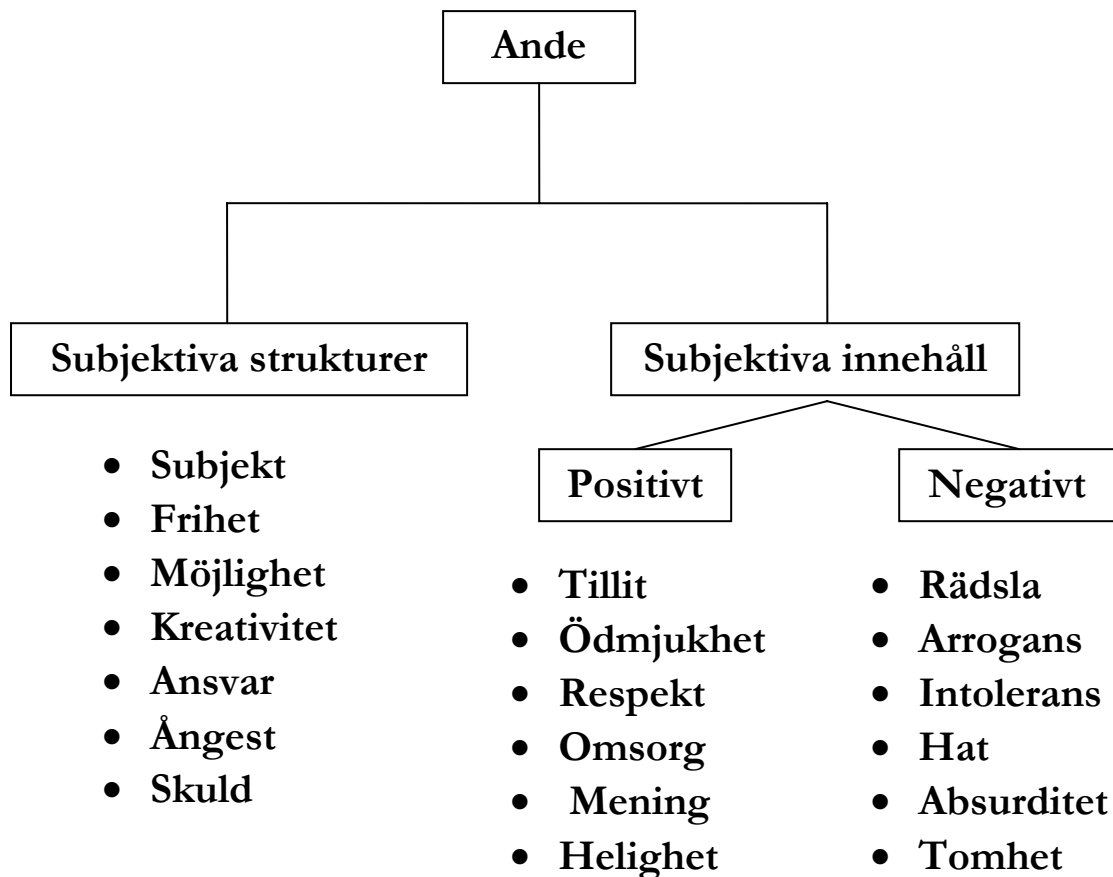 Ande
Subjektiva strukturer
Subjektiva innehåll
• Subjekt
• Frihet
• Möjlighet
• Kreativitet
• Ansvar
• Ångest
• Skuld
Positivt
• Tillit
• Ödmjukhet
• Respekt
• Omsorg
• Mening
• Helighet
Negativt
• Rädsla
• Arrogans
• Intolerans
• Hat
• Absurditet
• Tomhet